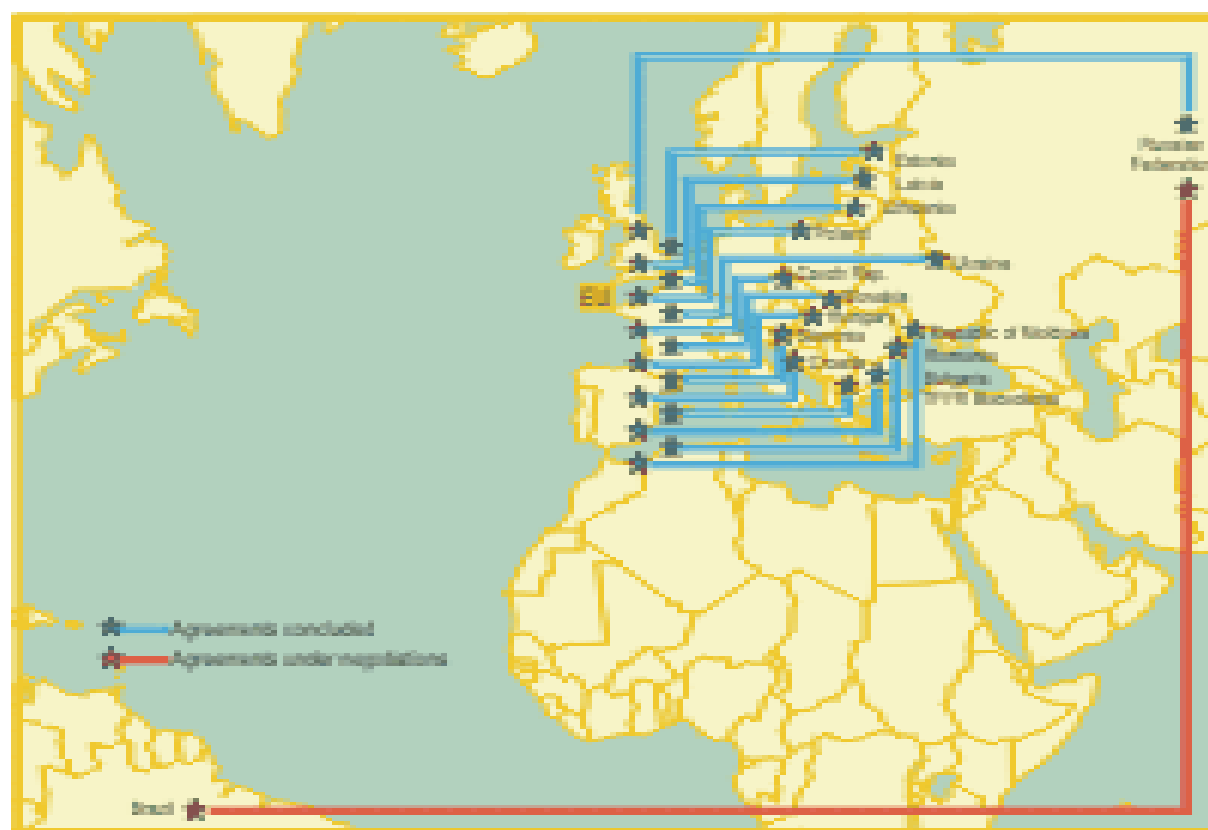 Russian
Federation
Estonia
Latvia
Lithuania
Poland
Ukraine
Czech Rep.
EU
Slovakia
Hungary
Republic of Moldova
Slovenia
Romania
Croatia
Bulgaria
FYR Macedonia
Agreements concluded
Agreements under negotiations
Brazil